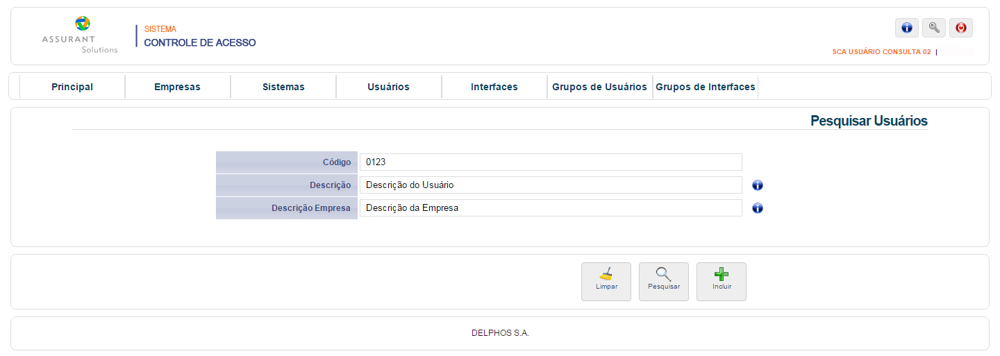 ASSURANT
Solutions
SISTEMA
CONTROLE DE ACESSO
SCA USUÁRIO CONSULTA 02 |
Principal Empresas Sistemas Usuários Interfaces Grupos de Usuários Grupos de Interfaces
Pesquisar Usuários
Código 0123
Descrição Descrição do Usuário
Descrição Empresa Descrição da Empresa
Limpar Pesquisar Incluir
DELPHOS S.A.